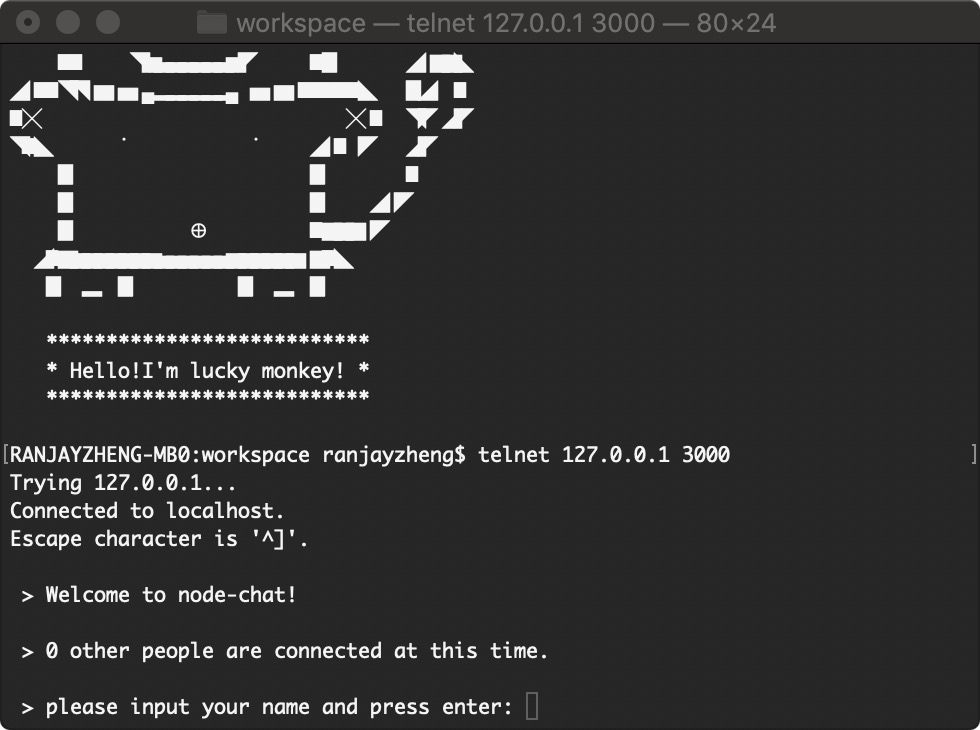 workspace — telnet 127.0.0.1 3000 — 80×24
***************************
* Hello!I'm lucky monkey! *
***************************
[RANJAYZHENG-MB0:workspace ranjayzheng$ telnet 127.0.0.1 3000 ]
Trying 127.0.0.1...
Connected to localhost.
Escape character is '^]'.
> Welcome to node-chat!
> 0 other people are connected at this time.
> please input your name and press enter: